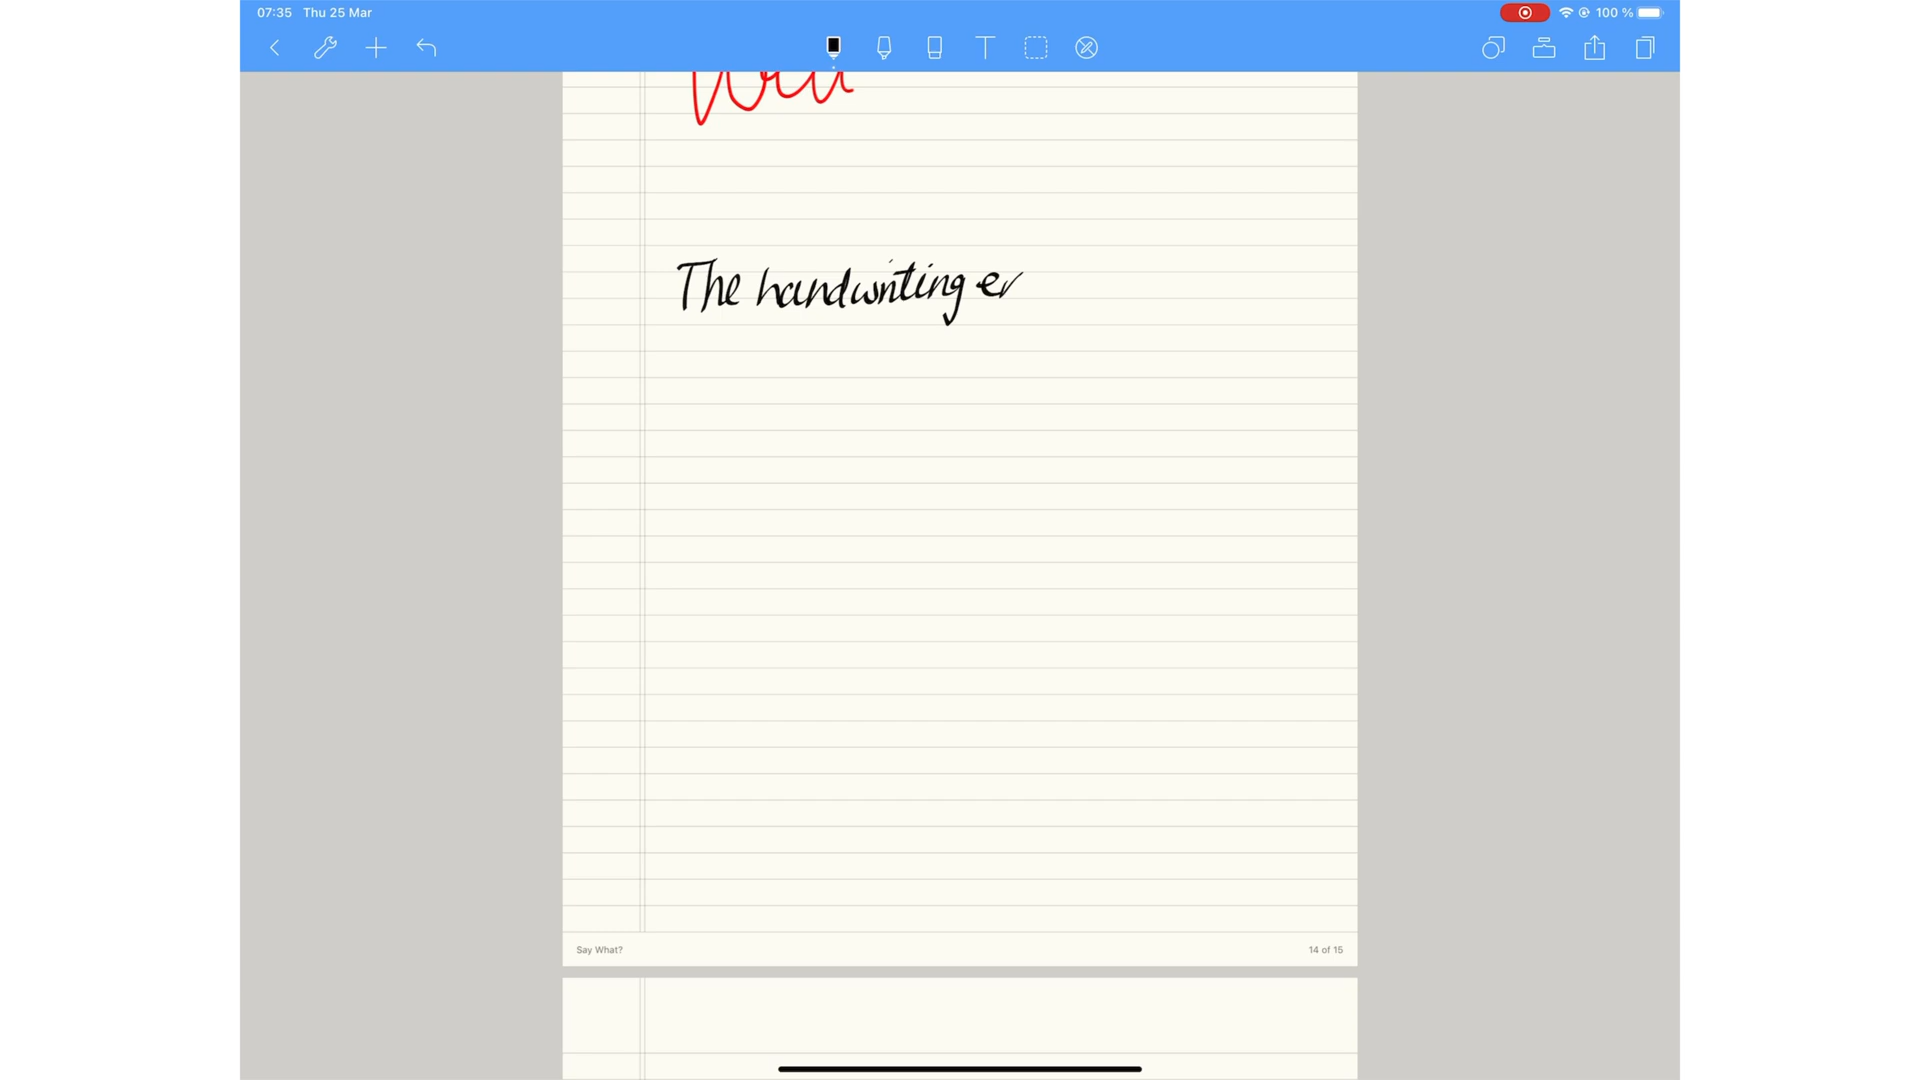 07:35 Thu 25 Mar 100 %
The handwriting er
Say What? 14 of 15